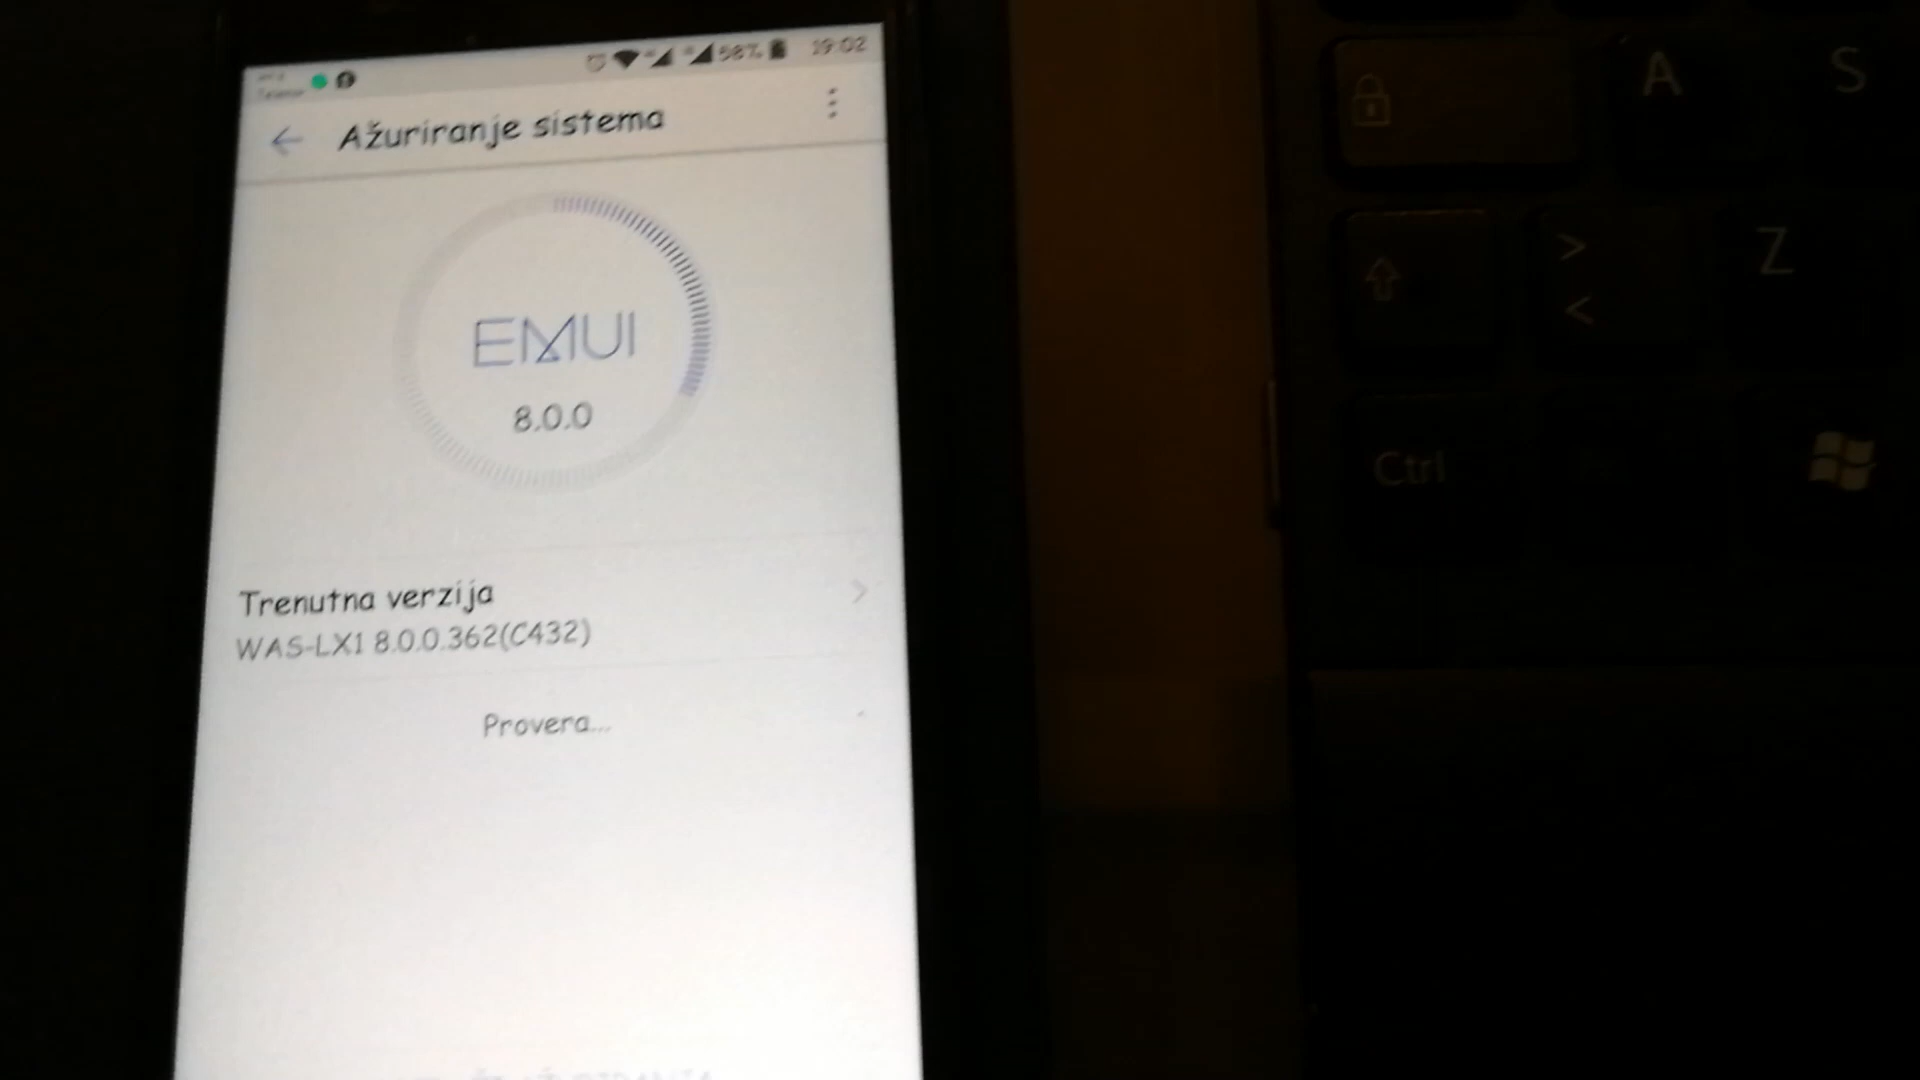 58% 19:02
Ažuriranje sistema
EMUI
8.0.0
Trenutna verzija
WAS-LX1 8.0.0.362(C432)
Provera...
A S
>
<
Z
Ctrl